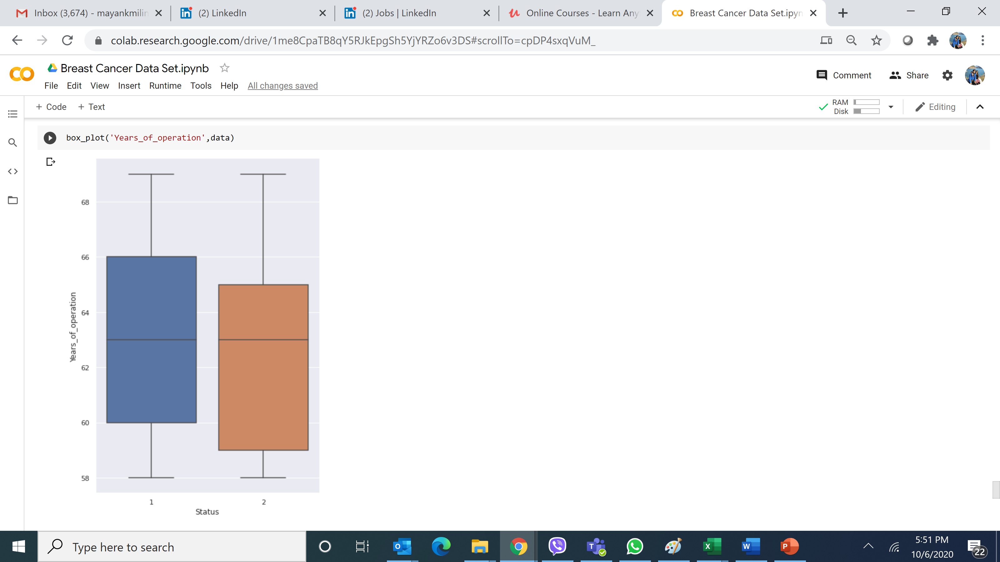 Inbox (3,674) - mayankmilin
(2) LinkedIn
(2) Jobs | LinkedIn
Online Courses - Learn Any
Breast Cancer Data Set.ipyn
colab.research.google.com/drive/1me8CpaTB8qY5RJkEpgSh5YjYRZo6v3DS#scrollTo=cpDP4sxqVuM_
Breast Cancer Data Set.ipynb
Comment
Share
File Edit View Insert Runtime Tools Help All changes saved
+ Code + Text
RAM
Disk
Editing
box_plot('Years_of_operation',data)
68
66
64
62
60
58
Years_of_operation
1 2
Status
Type here to search
5:51 PM
10/6/2020
22